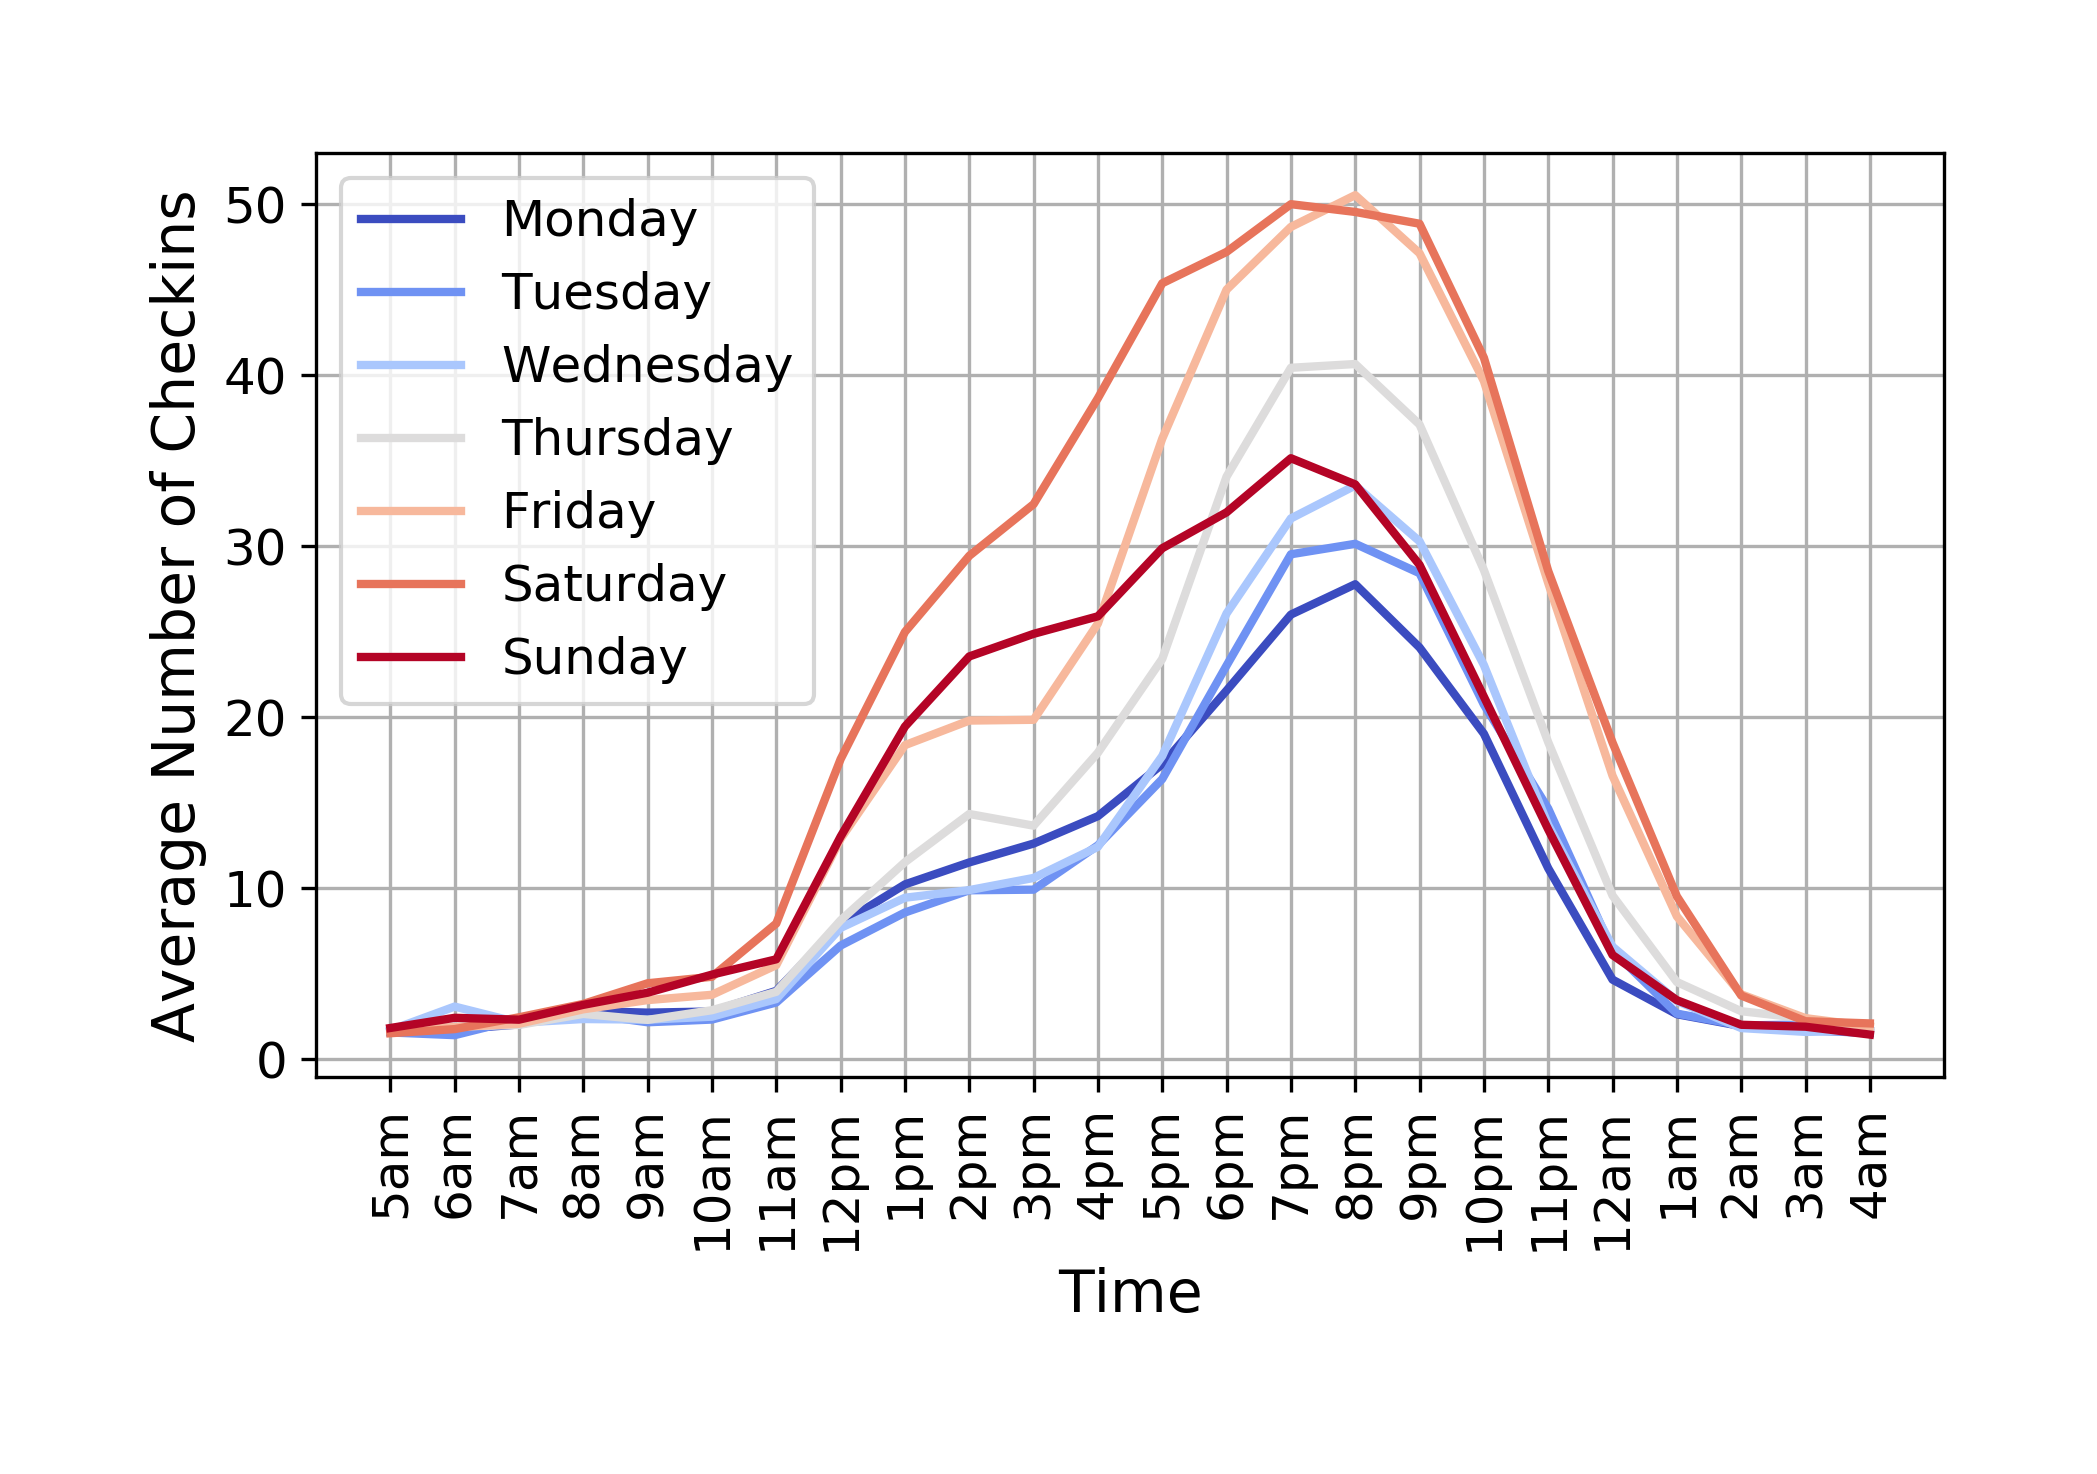 Average Number of Checkins
50
40
30
20
10
0
Monday
Tuesday
Wednesday
Thursday
Friday
Saturday
Sunday
5am
6am
7am
8am
9am
10am
11am
12pm
1pm
2pm
3pm
4pm
5pm
6pm
7pm
8pm
9pm
10pm
11pm
12am
1am
2am
3am
4am
Time